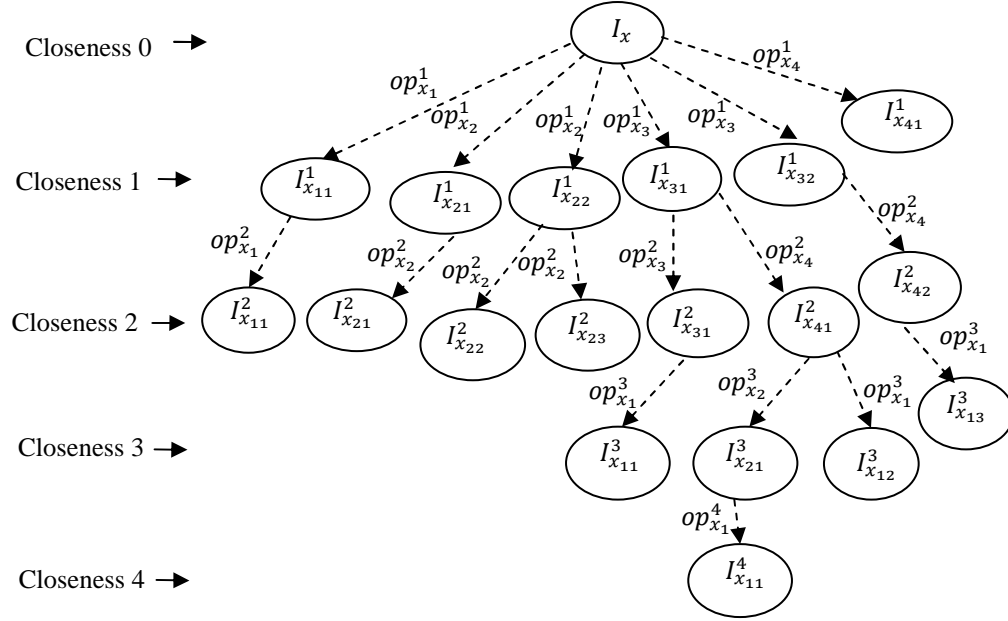 Closeness 0
$I_x$
$op^1_{x_1}$ $op^1_{x_2}$ $op^1_{x_2}$ $op^1_{x_3}$ $op^1_{x_3}$ $op^1_{x_4}$
$I^1_{x_{41}}$
Closeness 1
$I^1_{x_{11}}$ $I^1_{x_{21}}$ $I^1_{x_{22}}$ $I^1_{x_{31}}$ $I^1_{x_{32}}$
$op^2_{x_1}$ $op^2_{x_2}$ $op^2_{x_2}$ $op^2_{x_2}$ $op^2_{x_3}$ $op^2_{x_4}$ $op^2_{x_4}$
Closeness 2
$I^2_{x_{11}}$ $I^2_{x_{21}}$ $I^2_{x_{22}}$ $I^2_{x_{23}}$ $I^2_{x_{31}}$ $I^2_{x_{41}}$ $I^2_{x_{42}}$
$op^3_{x_1}$ $op^3_{x_2}$ $op^3_{x_1}$ $op^3_{x_1}$
Closeness 3
$I^3_{x_{11}}$ $I^3_{x_{21}}$ $I^3_{x_{12}}$ $I^3_{x_{13}}$
$op^4_{x_1}$
Closeness 4
$I^4_{x_{11}}$